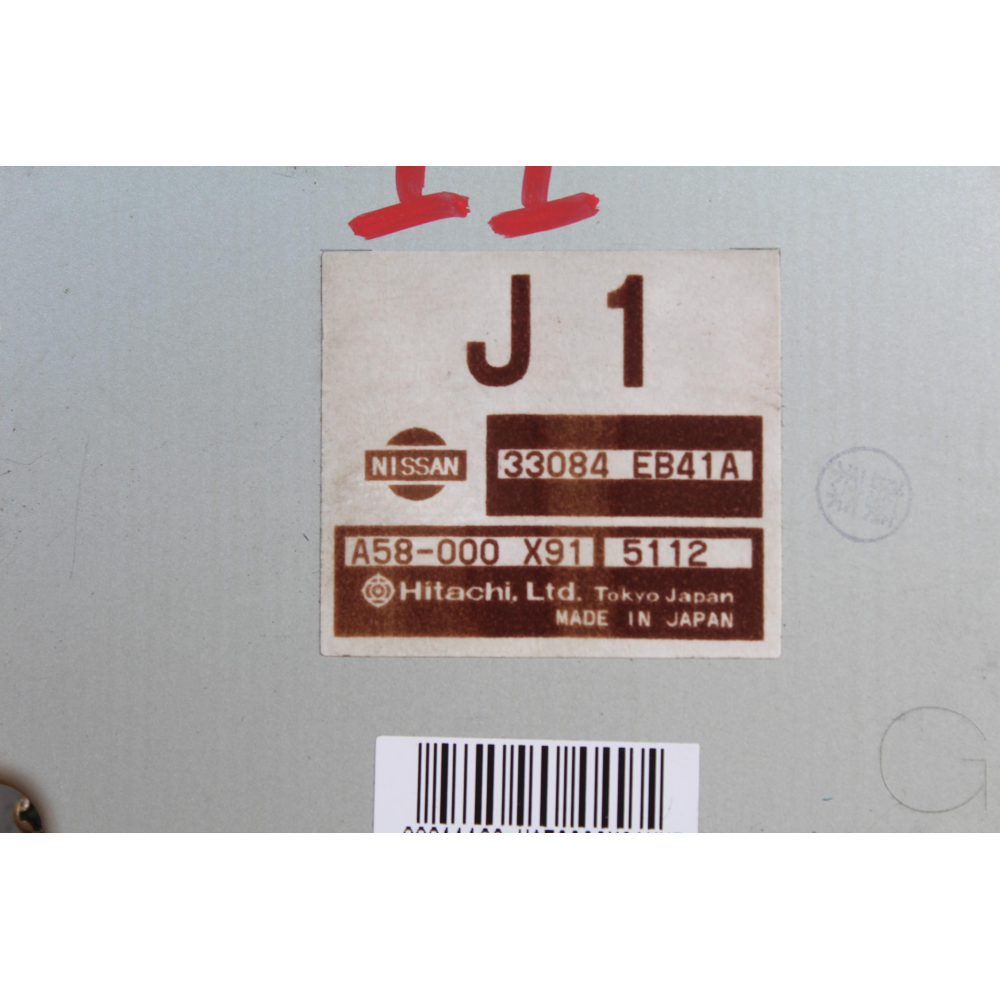 J 1
NISSAN
33084 EB41A
A58-000 X91 5112
Hitachi, Ltd. Tokyo Japan
MADE IN JAPAN
G